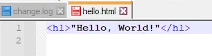 change.log hello.html
1 <h1>"Hello, World!"</h1>
2